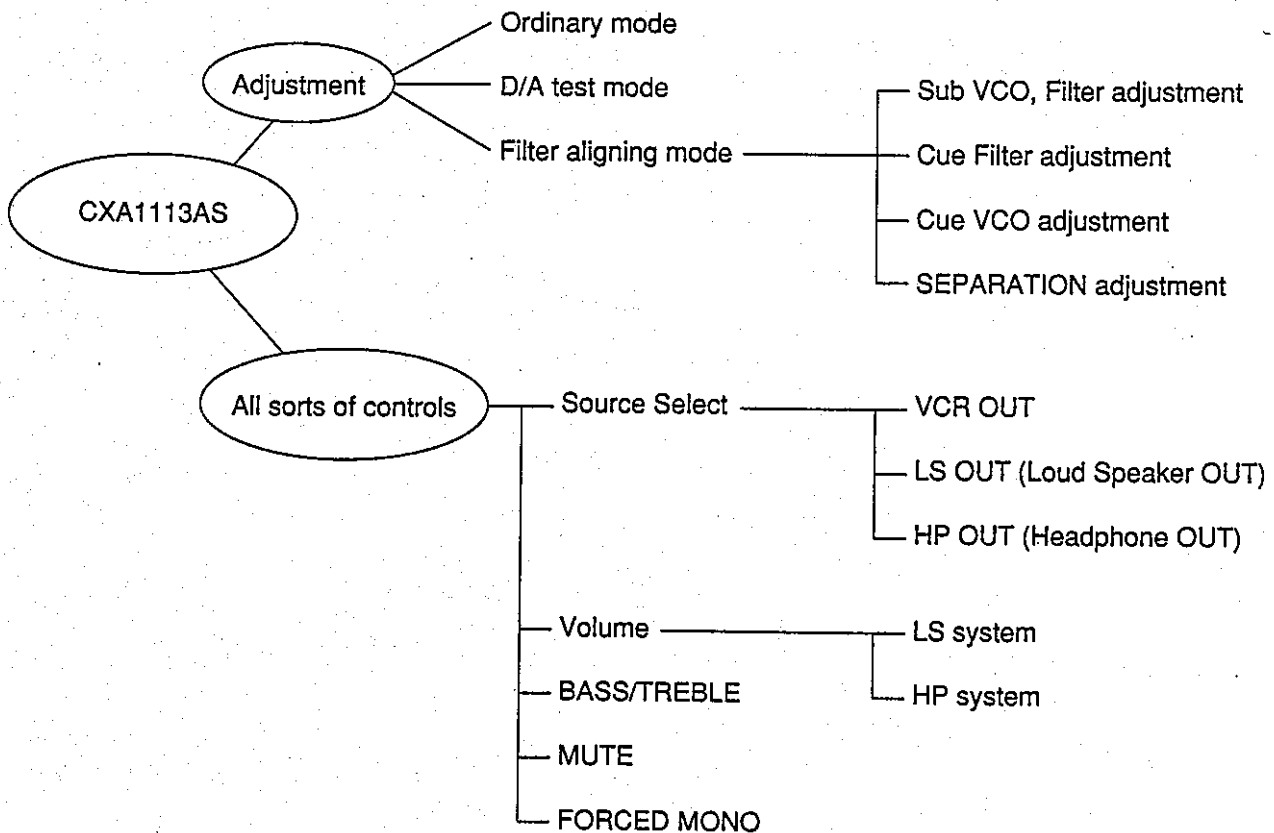 Ordinary mode
Adjustment
D/A test mode
Sub VCO, Filter adjustment
Filter aligning mode
Cue Filter adjustment
CXA1113AS
Cue VCO adjustment
SEPARATION adjustment
All sorts of controls
Source Select
VCR OUT
LS OUT (Loud Speaker OUT)
HP OUT (Headphone OUT)
Volume
LS system
BASS/TREBLE
HP system
MUTE
FORCED MONO